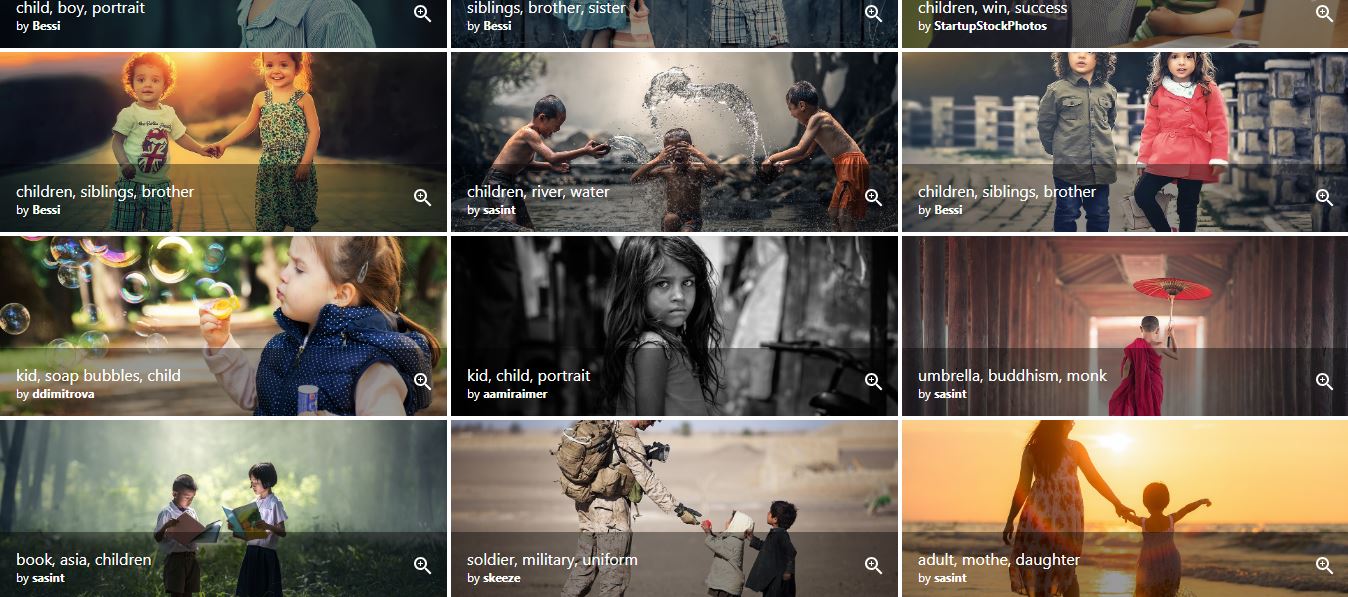 child, boy, portrait
by Bessi
siblings, brother, sister
by Bessi
children, win, success
by StartupStockPhotos
children, siblings, brother
by Bessi
children, river, water
by sasint
children, siblings, brother
by Bessi
kid, soap bubbles, child
by ddimitrova
kid, child, portrait
by aamiraimer
umbrella, buddhism, monk
by sasint
book, asia, children
by sasint
soldier, military, uniform
by skeeze
adult, mothe, daughter
by sasint